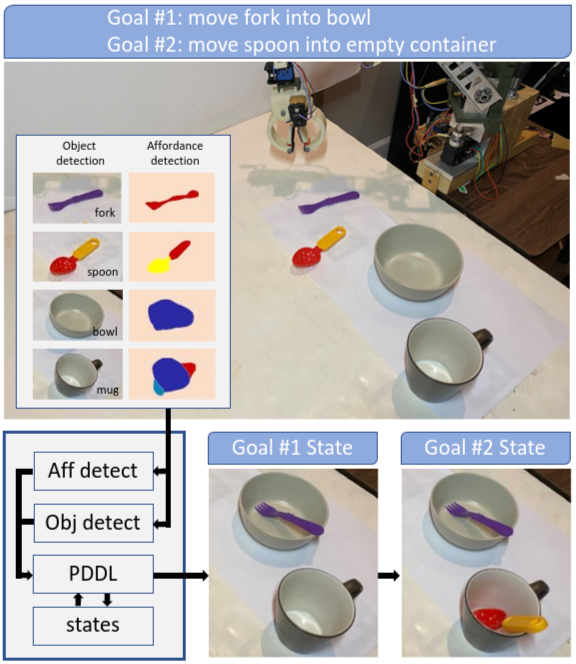 Goal #1: move fork into bowl
Goal #2: move spoon into empty container
Object detection
Affordance detection
fork
spoon
bowl
mug
Aff detect
Obj detect
PDDL
states
Goal #1 State
Goal #2 State